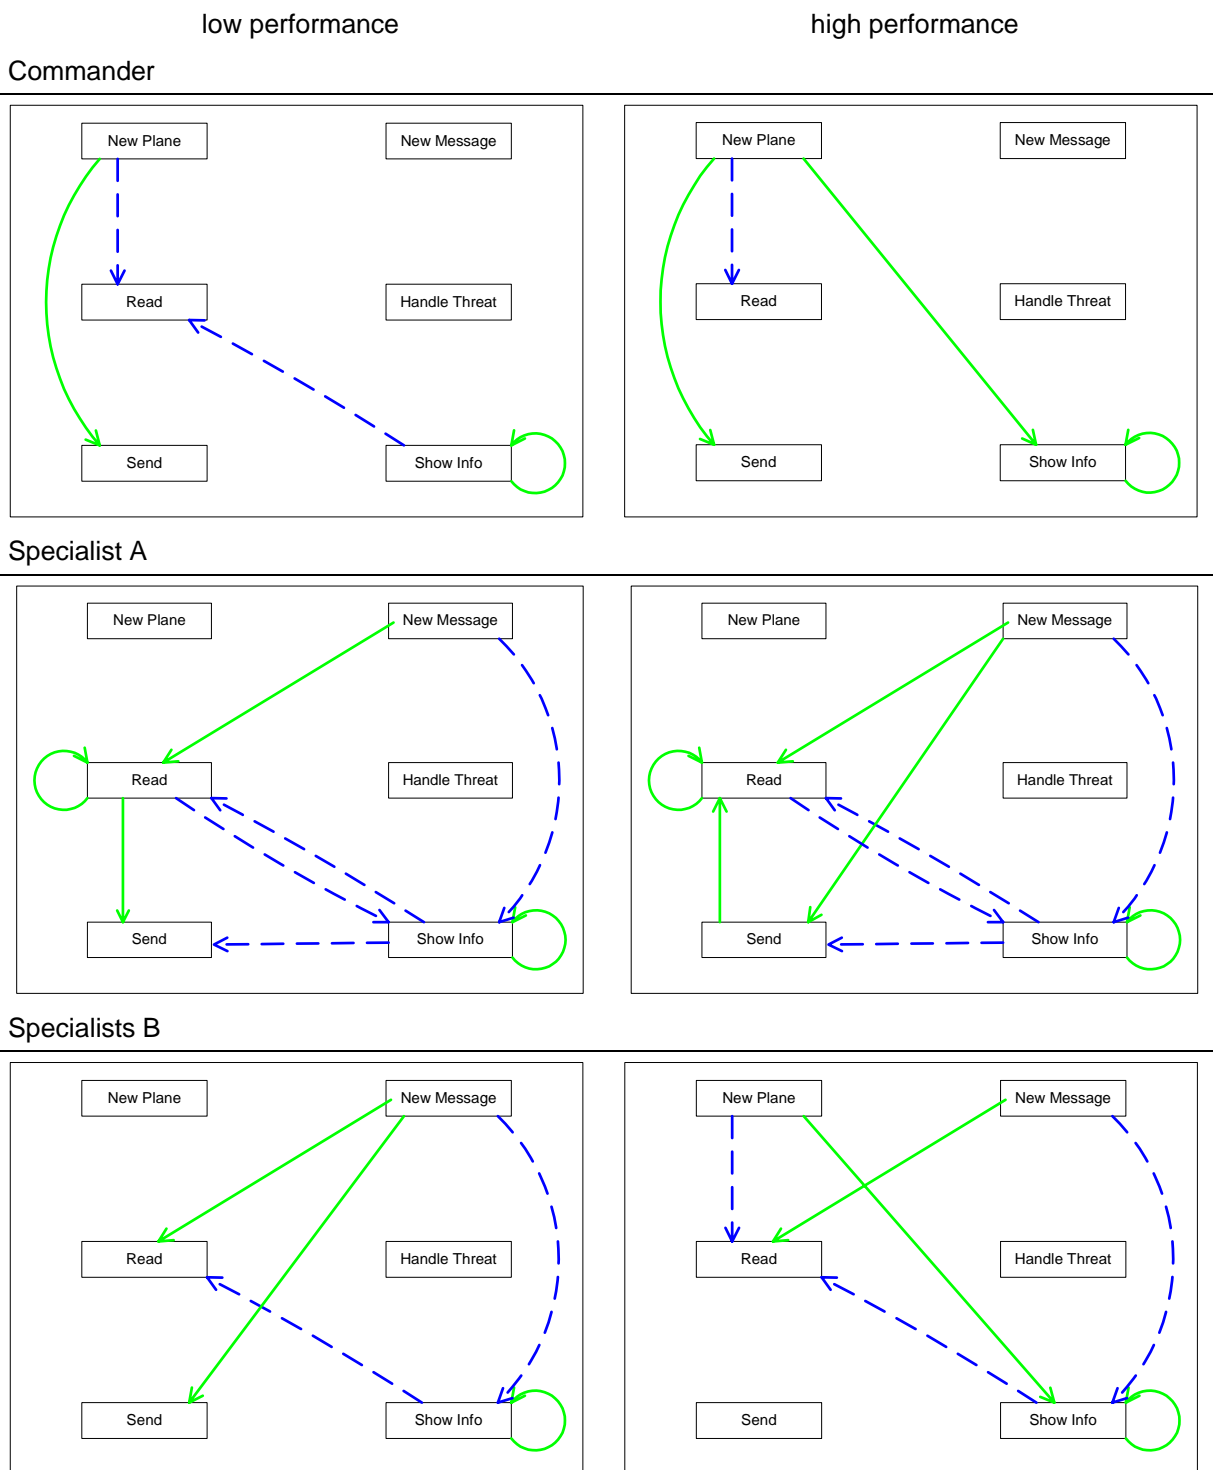 low performance high performance
Commander
New Plane New Message New Plane New Message
Read Handle Threat Read Handle Threat
Send Show Info Send Show Info
Specialist A
New Plane New Message New Plane New Message
Read Handle Threat Read Handle Threat
Send Show Info Send Show Info
Specialists B
New Plane New Message New Plane New Message
Read Handle Threat Read Handle Threat
Send Show Info Send Show Info